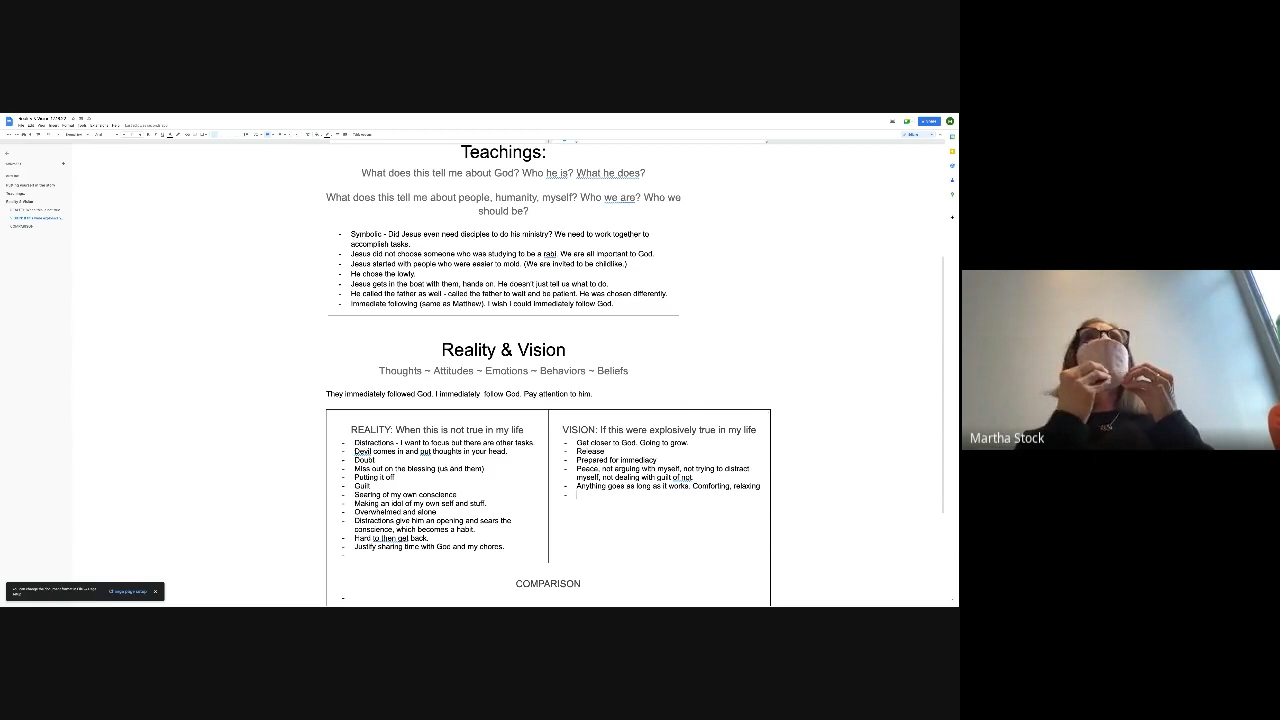 File Edit View Insert Format Tools Extensions Help
Share
Teachings:
What does this tell me about God? Who he is? What he does?
What does this tell me about people, humanity, myself? Who we are? Who we
should be?
- Symbolic - Did Jesus even need disciples to do his ministry? We need to work together to
accomplish tasks.
- Jesus did not choose someone who was studying to be a rabi. We are all important to God.
- Jesus started with people who were easier to mold. (We are invited to be childlike.)
- He chose the lowly.
- Jesus gets in the boat with them, hands on. He doesn't just tell us what to do.
- He called the father as well - called the father to wait and be patient. He was chosen differently.
- Immediate following (same as Matthew). I wish I could immediately follow God.
Reality & Vision
Thoughts ~ Attitudes ~ Emotions ~ Behaviors ~ Beliefs
They immediately followed God. I immediately follow God. Pay attention to him.
REALITY: When this is not true in my life
- Distractions - I want to focus but there are other tasks.
- Devil comes in and put thoughts in your head.
- Doubt
- Miss out on the blessing (us and them)
- Putting it off
- Guilt
- Searing of my own conscience
- Making an idol of my own self and stuff.
- Overwhelmed and alone
- Distractions give him an opening and sears the
conscience, which becomes a habit.
- Hard to then get back.
- Justify sharing time with God and my chores.
-
VISION: If this were explosively true in my life
- Get closer to God. Going to grow.
- Release
- Prepared for immediacy
- Peace, not arguing with myself, not trying to distract
myself, not dealing with guilt of not.
- Anything goes as long as it works. Comforting, relaxing
-
COMPARISON
-
Change page setup
Martha Stock